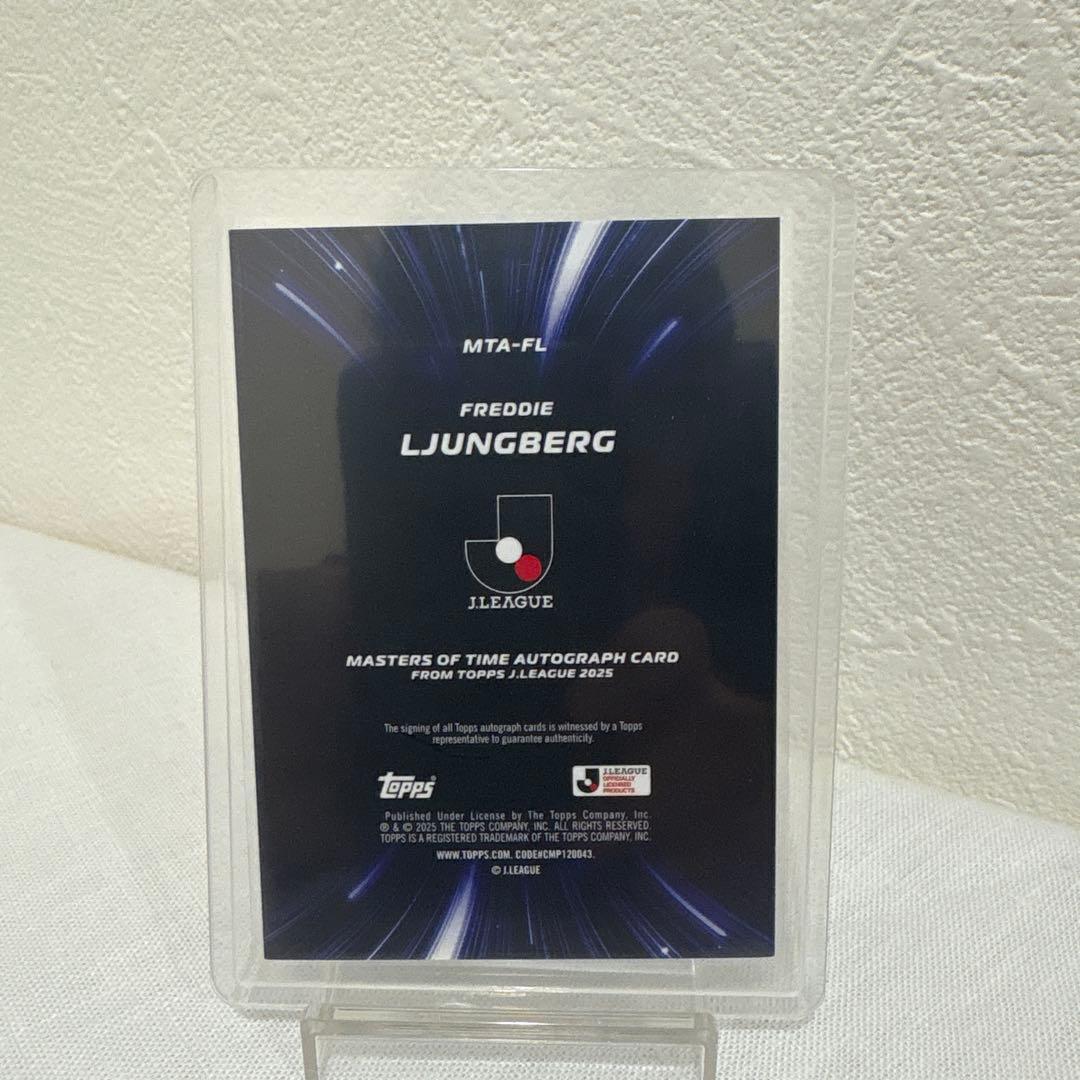 MTA-FL
FREDDIE
LJUNGBERG
J.LEAGUE
MASTERS OF TIME AUTOGRAPH CARD
FROM TOPPS J.LEAGUE 2025
The signing of all Topps autograph cards is witnessed by a Topps
representative to guarantee authenticity.
topps®
J.LEAGUE
OFFICIALLY
LICENSED
PRODUCTS
Published Under License by The Topps Company, Inc.
® & © 2025 THE TOPPS COMPANY, INC. ALL RIGHTS RESERVED.
TOPPS IS A REGISTERED TRADEMARK OF THE TOPPS COMPANY, INC.
WWW.TOPPS.COM. CODE#CMP120043.
© J.LEAGUE